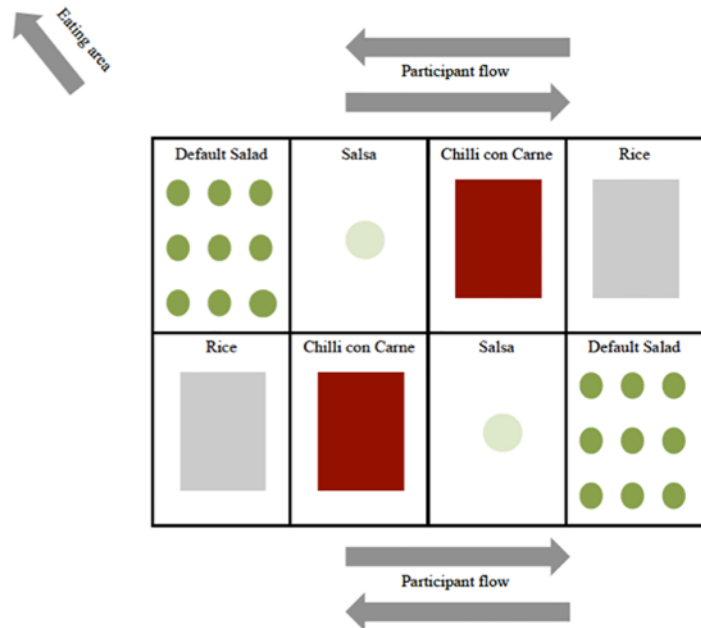 Eating area
Participant flow
Default Salad
Salsa
Chilli con Carne
Rice
Rice
Chilli con Carne
Salsa
Default Salad
Participant flow